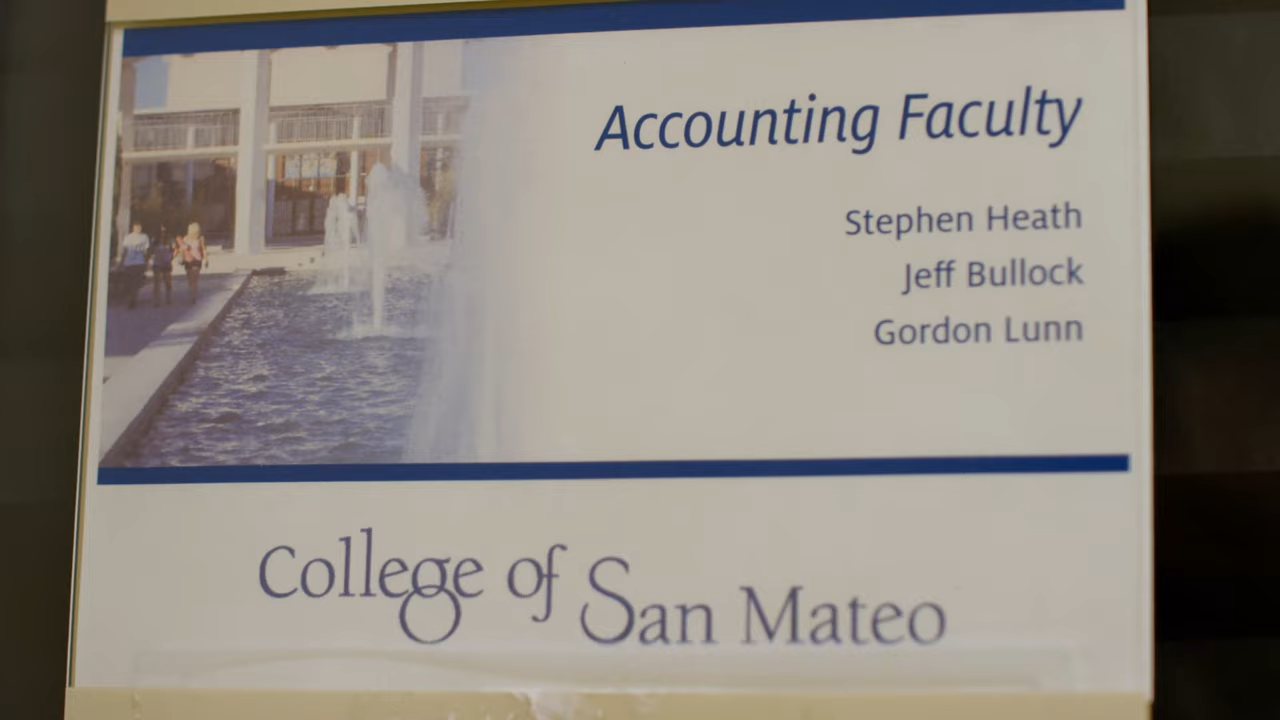 Accounting Faculty
Stephen Heath
Jeff Bullock
Gordon Lunn
College of San Mateo